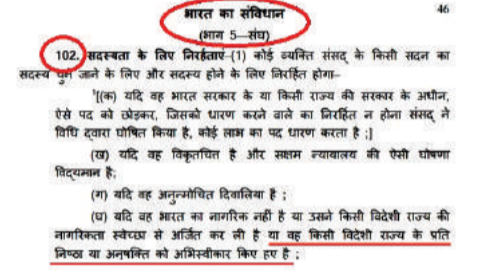 भारत का संविधान
46
(भाग 5—संघ)
102. सदस्यता के लिए निरर्हताएं–(1) कोई व्यक्ति संसद् के किसी सदन का
सदस्य चुने जाने के लिए और सदस्य होने के लिए निरर्हित होगा–
¹[(क) यदि वह भारत सरकार के या किसी राज्य की सरकार के अधीन,
ऐसे पद को छोड़कर, जिसको धारण करने वाले का निरर्हित न होना संसद् ने
विधि द्वारा घोषित किया है, कोई लाभ का पद धारण करता है ;]
(ख) यदि वह विकृतचित्त है और सक्षम न्यायालय की ऐसी घोषणा
विद्यमान है;
(ग) यदि वह अनुन्मोचित दिवालिया है ;
(घ) यदि वह भारत का नागरिक नहीं है या उसने किसी विदेशी राज्य की
नागरिकता स्वेच्छा से अर्जित कर ली है या वह किसी विदेशी राज्य के प्रति
निष्ठा या अनुषक्ति को अभिस्वीकार किए हुए है ;